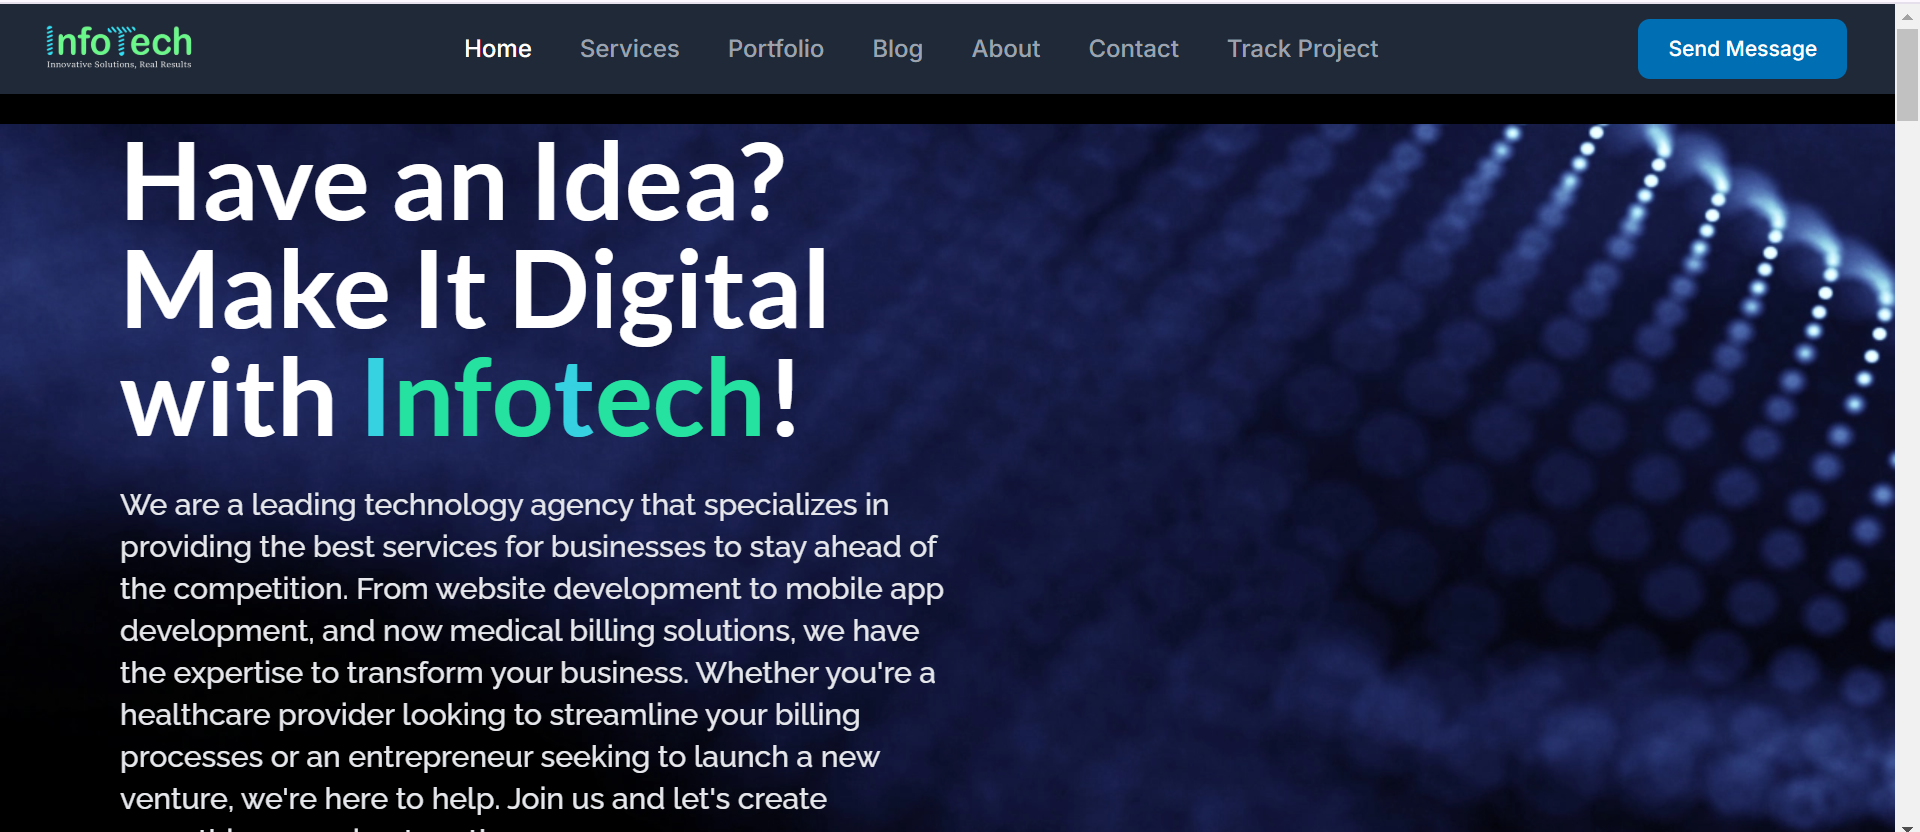 InfoTech
Innovative Solutions, Real Results
Home
Services
Portfolio
Blog
About
Contact
Track Project
Send Message
Have an Idea?
Make It Digital
with Infotech!
We are a leading technology agency that specializes in
providing the best services for businesses to stay ahead of
the competition. From website development to mobile app
development, and now medical billing solutions, we have
the expertise to transform your business. Whether you're a
healthcare provider looking to streamline your billing
processes or an entrepreneur seeking to launch a new
venture, we're here to help. Join us and let's create